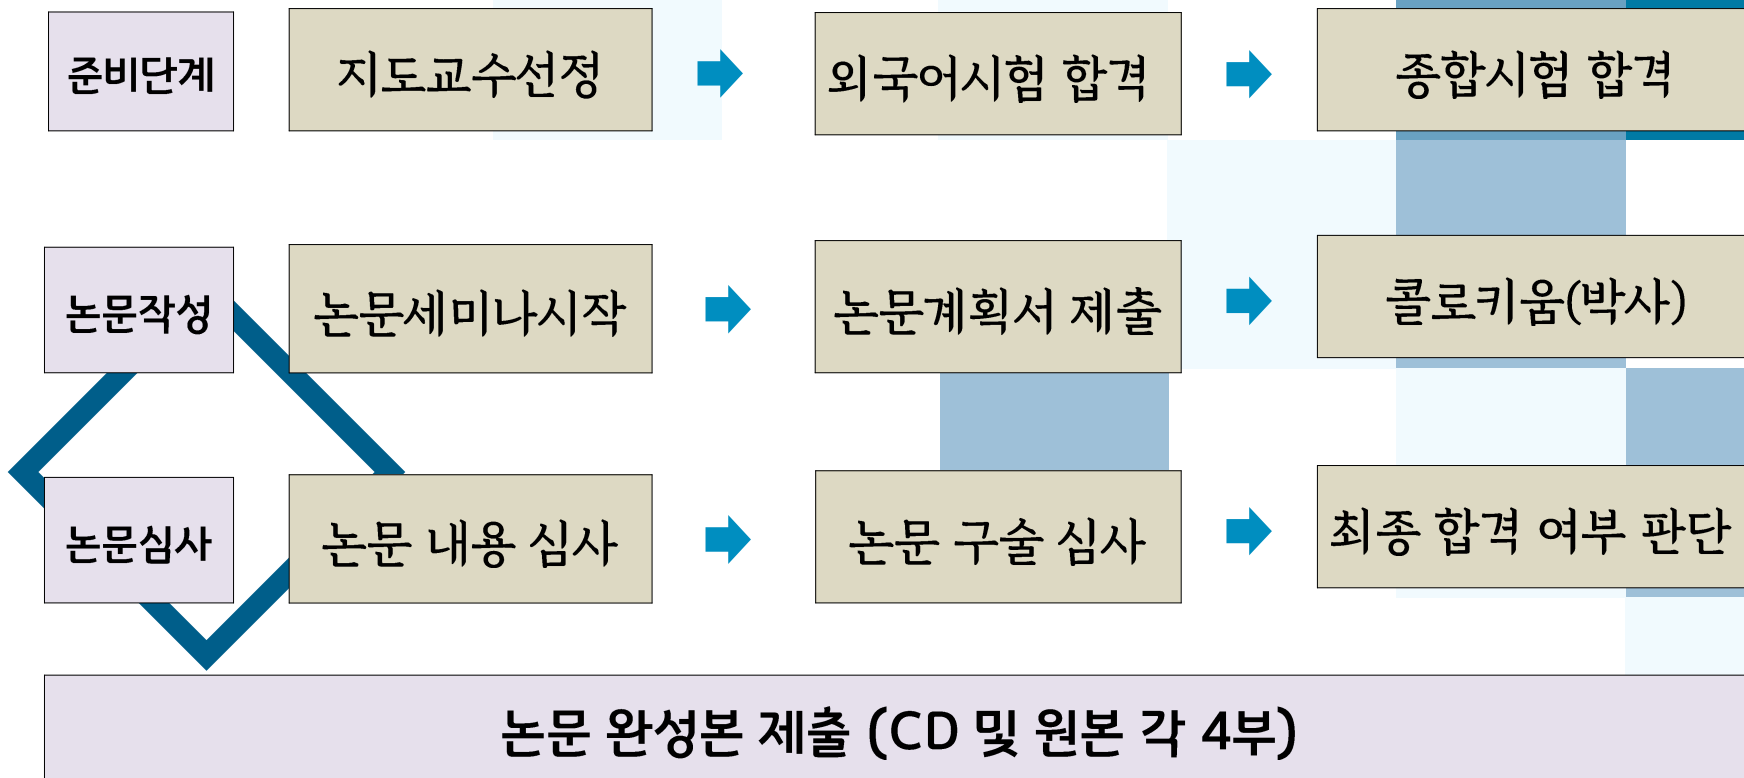 준비단계 지도교수선정 외국어시험 합격 종합시험 합격
논문작성 논문세미나시작 논문계획서 제출 콜로키움(박사)
논문심사 논문 내용 심사 논문 구술 심사 최종 합격 여부 판단
논문 완성본 제출 (CD 및 원본 각 4부)